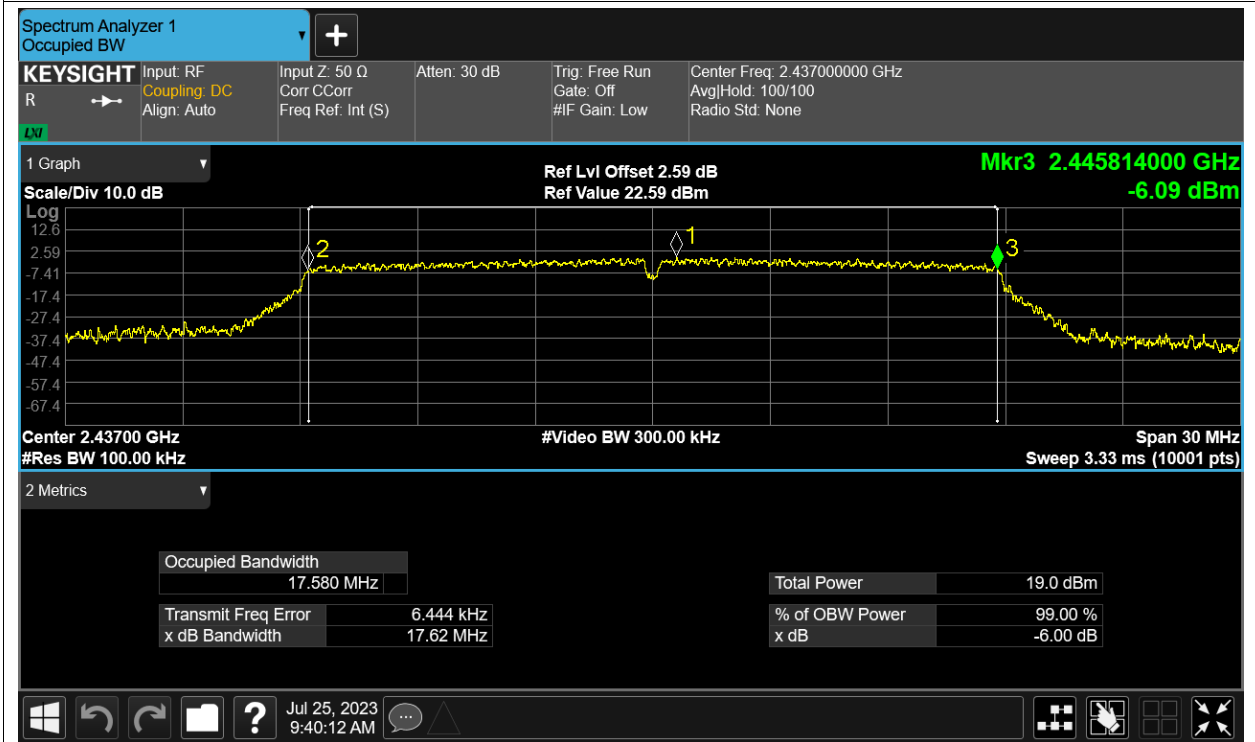 Spectrum Analyzer 1
Occupied BW
KEYSIGHT
R
LXI
Input: RF
Coupling: DC
Align: Auto
Input Z: 50 Ω
Corr CCorr
Freq Ref: Int (S)
Atten: 30 dB
Trig: Free Run
Gate: Off
#IF Gain: Low
Center Freq: 2.437000000 GHz
Avg|Hold: 100/100
Radio Std: None
1 Graph
Scale/Div 10.0 dB
Ref Lvl Offset 2.59 dB
Ref Value 22.59 dBm
Mkr3 2.445814000 GHz
-6.09 dBm
Log
12.6
2.59
-7.41
-17.4
-27.4
-37.4
-47.4
-57.4
-67.4
2
1
3
Center 2.43700 GHz
#Video BW 300.00 kHz
Span 30 MHz
#Res BW 100.00 kHz
Sweep 3.33 ms (10001 pts)
2 Metrics
Occupied Bandwidth
17.580 MHz
Transmit Freq Error 6.444 kHz
x dB Bandwidth 17.62 MHz
Total Power 19.0 dBm
% of OBW Power 99.00 %
x dB -6.00 dB
?
Jul 25, 2023
9:40:12 AM